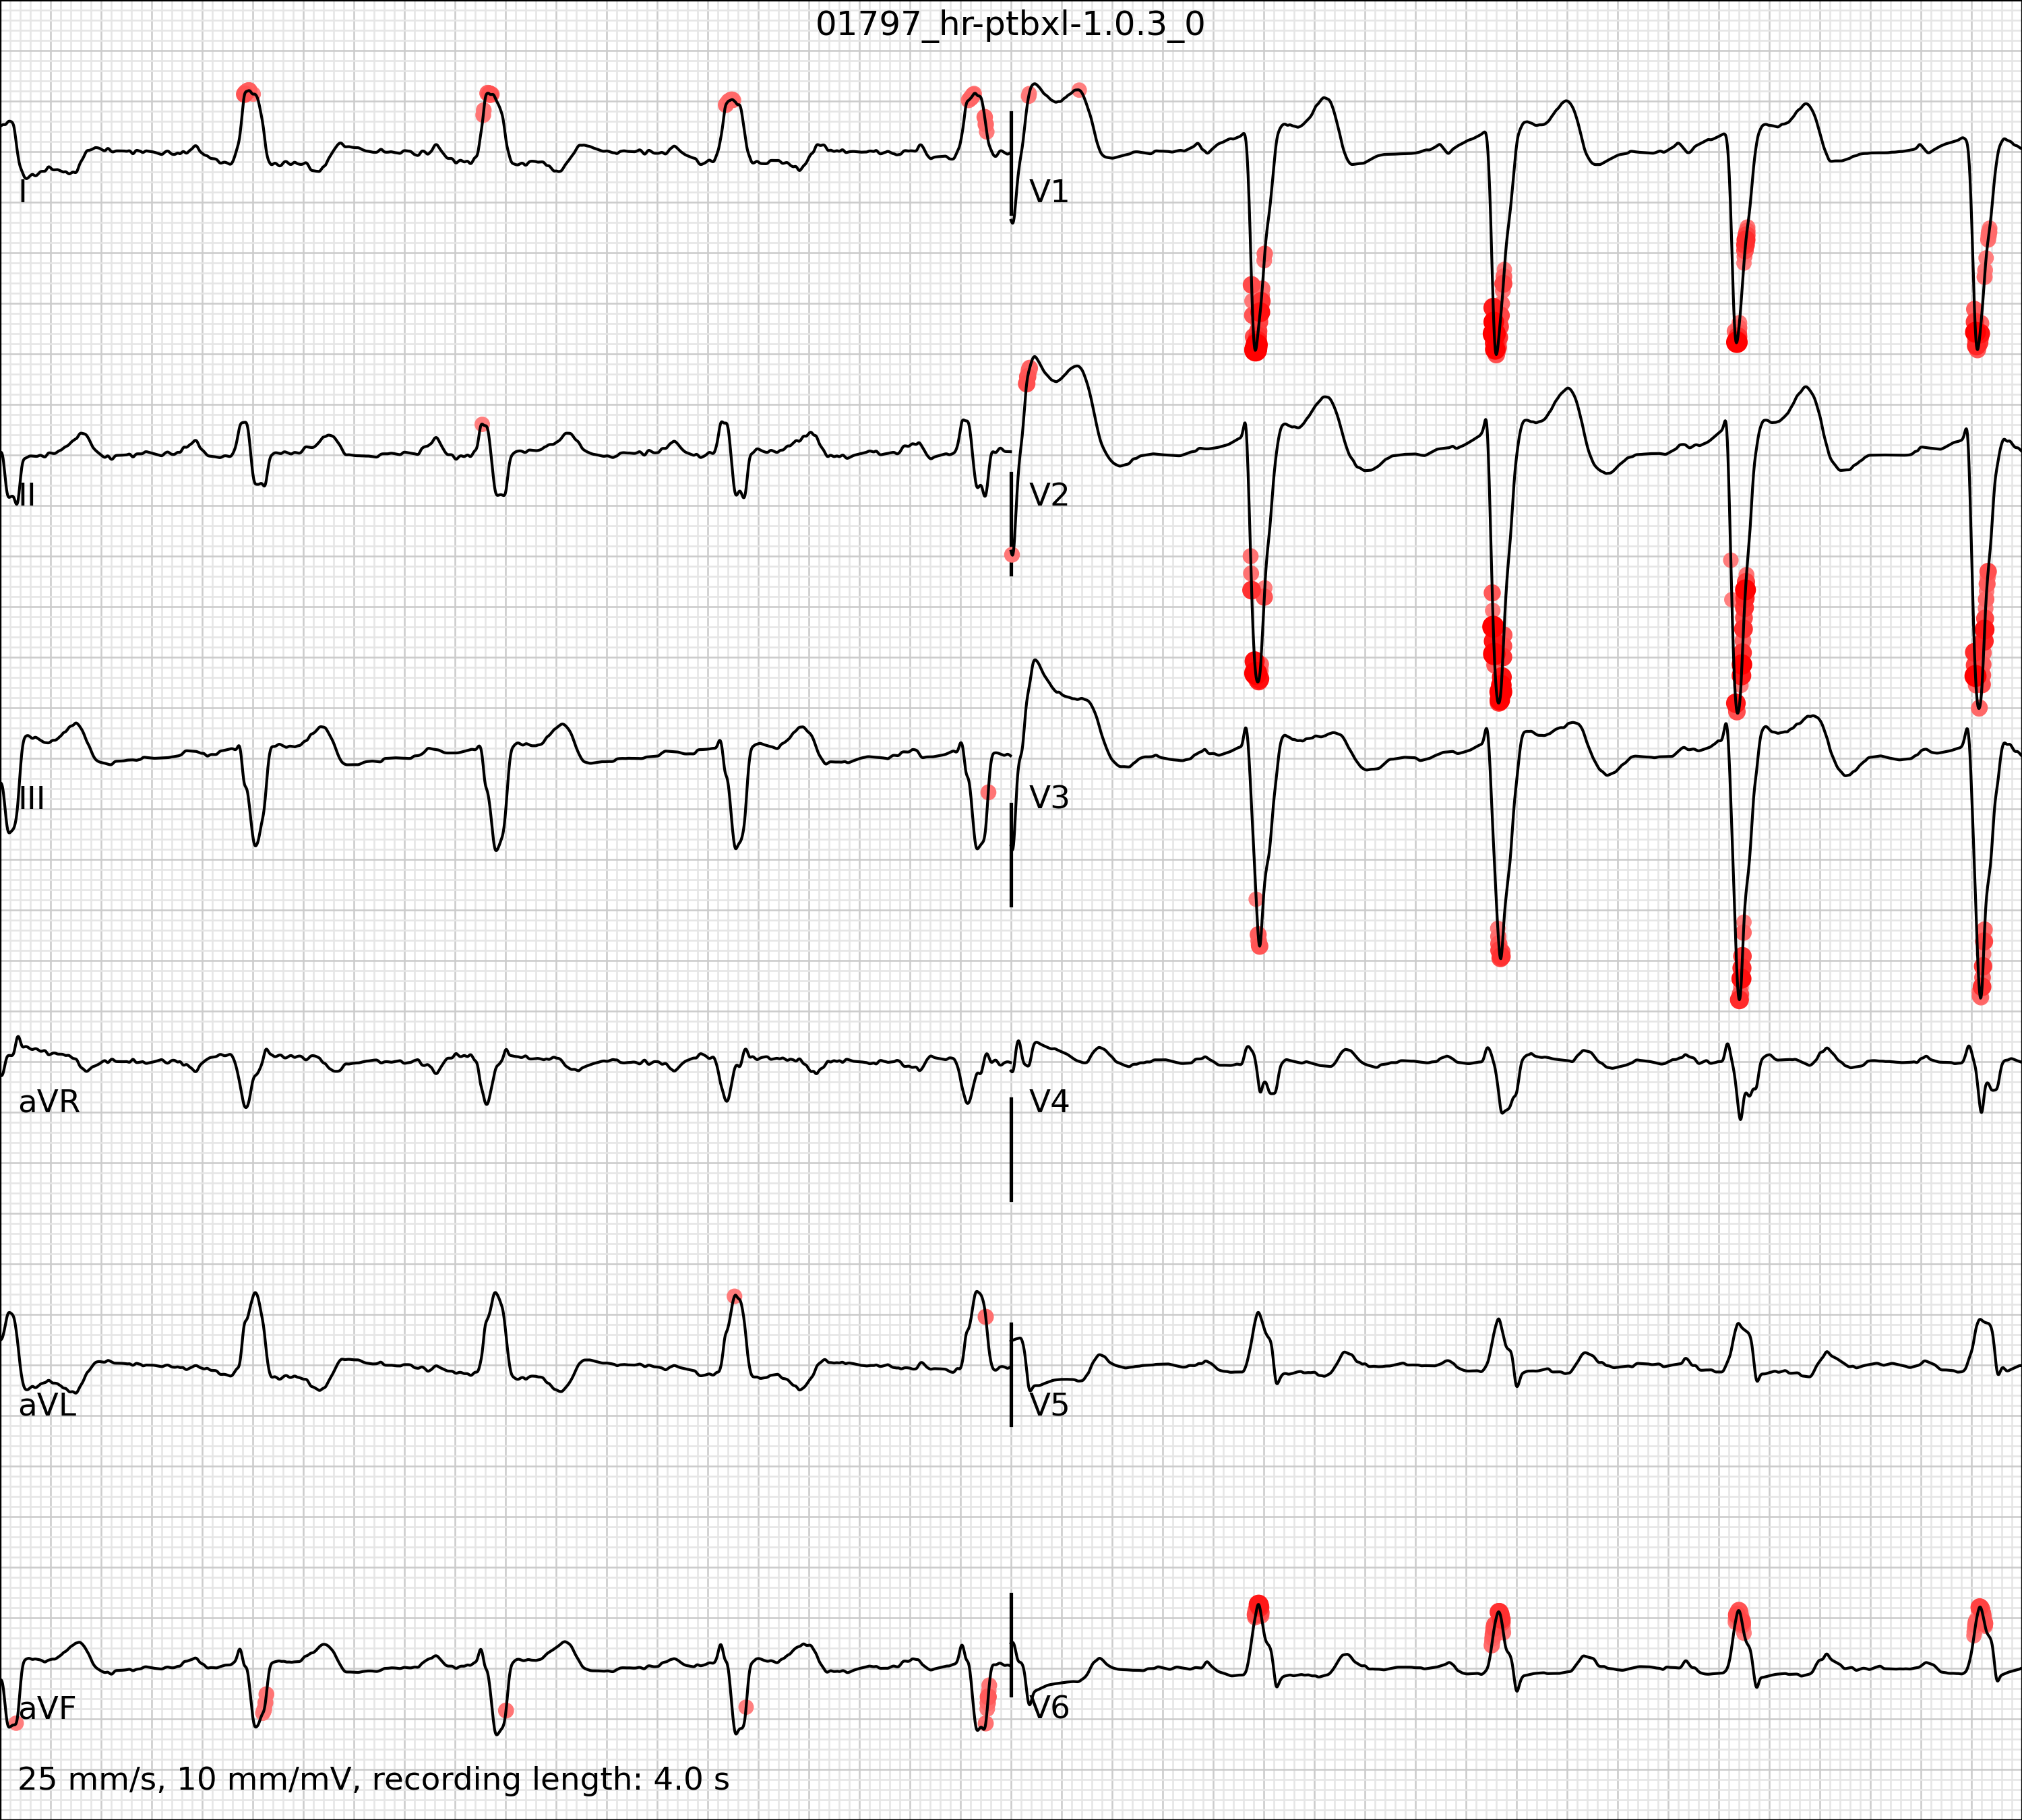 01797_hr-ptbxl-1.0.3_0
I
V1
II
V2
III
V3
aVR
V4
aVL
V5
aVF
V6
25 mm/s, 10 mm/mV, recording length: 4.0 s